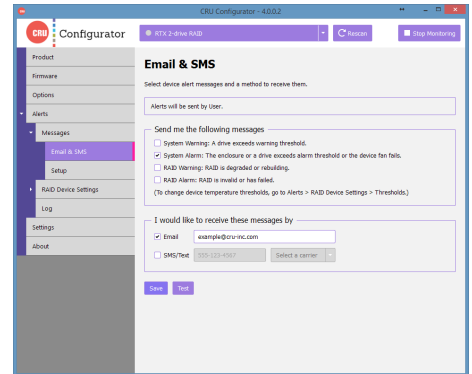 CRU Configurator - 4.0.0.2
CRU Configurator
RTX 2-drive RAID
Rescan
Stop Monitoring
Product
Firmware
Options
Alerts
Messages
Email & SMS
Setup
RAID Device Settings
Log
Settings
About
Email & SMS
Select device alert messages and a method to receive them.
Alerts will be sent by User.
Send me the following messages
System Warning: A drive exceeds warning threshold.
System Alarm: The enclosure or a drive exceeds alarm threshold or the device fan fails.
RAID Warning: RAID is degraded or rebuilding.
RAID Alarm: RAID is invalid or has failed.
(To change device temperature thresholds, go to Alerts > RAID Device Settings > Thresholds.)
I would like to receive these messages by
Email example@cru-inc.com
SMS/Text 555-123-4567 Select a carrier
Save Test